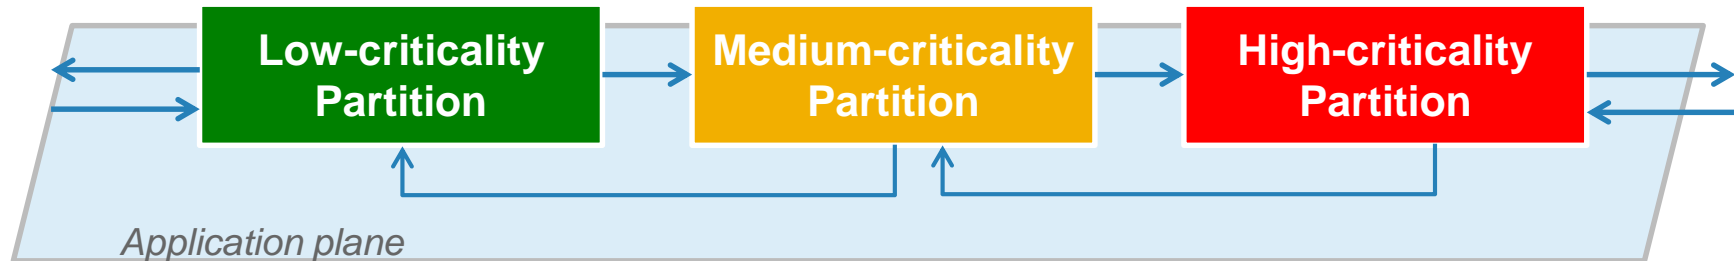 Low-criticality
Partition
Medium-criticality
Partition
High-criticality
Partition
Application plane